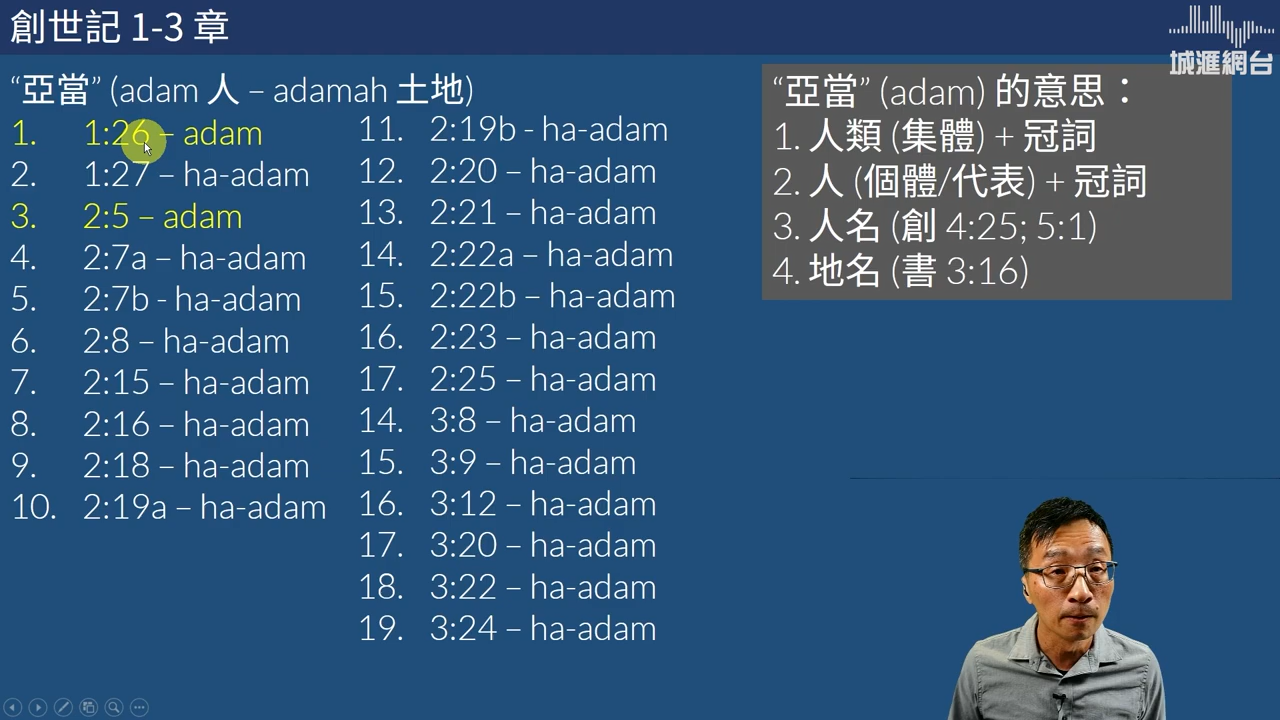 創世記 1-3 章
城滙網台
“亞當” (adam 人 – adamah 土地)
1. 1:26 – adam
2. 1:27 – ha-adam
3. 2:5 – adam
4. 2:7a – ha-adam
5. 2:7b - ha-adam
6. 2:8 – ha-adam
7. 2:15 – ha-adam
8. 2:16 – ha-adam
9. 2:18 – ha-adam
10. 2:19a – ha-adam
11. 2:19b - ha-adam
12. 2:20 – ha-adam
13. 2:21 – ha-adam
14. 2:22a – ha-adam
15. 2:22b – ha-adam
16. 2:23 – ha-adam
17. 2:25 – ha-adam
14. 3:8 – ha-adam
15. 3:9 – ha-adam
16. 3:12 – ha-adam
17. 3:20 – ha-adam
18. 3:22 – ha-adam
19. 3:24 – ha-adam
“亞當” (adam) 的意思：
1. 人類 (集體) + 冠詞
2. 人 (個體/代表) + 冠詞
3. 人名 (創 4:25; 5:1)
4. 地名 (書 3:16)